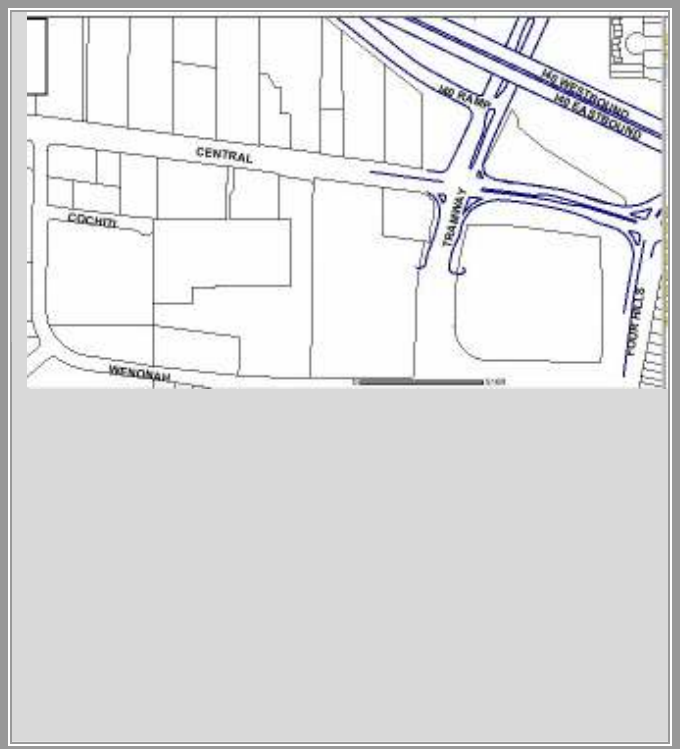 I40 WESTBOUND
I40 EASTBOUND
I40 RAMP
CENTRAL
TRAMWAY
COCHITI
FOUR HILLS
WENONAH